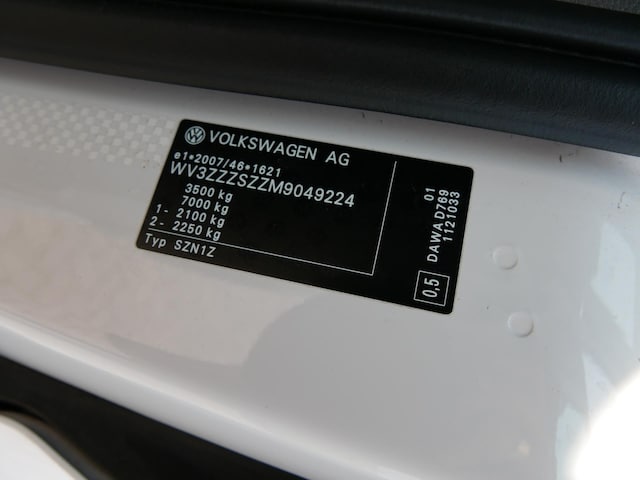 VOLKSWAGEN AG
e1*2007/46*1621
WV3ZZZSZZM9049224
3500 kg
7000 kg
1- 2100 kg
2- 2250 kg
Typ SZN1Z
01
DAWAD769
1121033
0,5